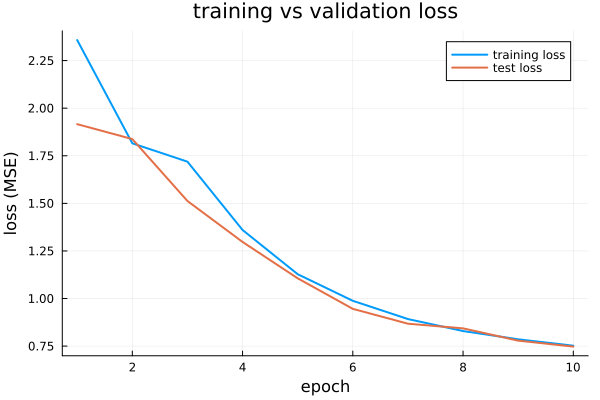 training vs validation loss
loss (MSE)
2.25
2.00
1.75
1.50
1.25
1.00
0.75
training loss
test loss
2
4
6
8
10
epoch